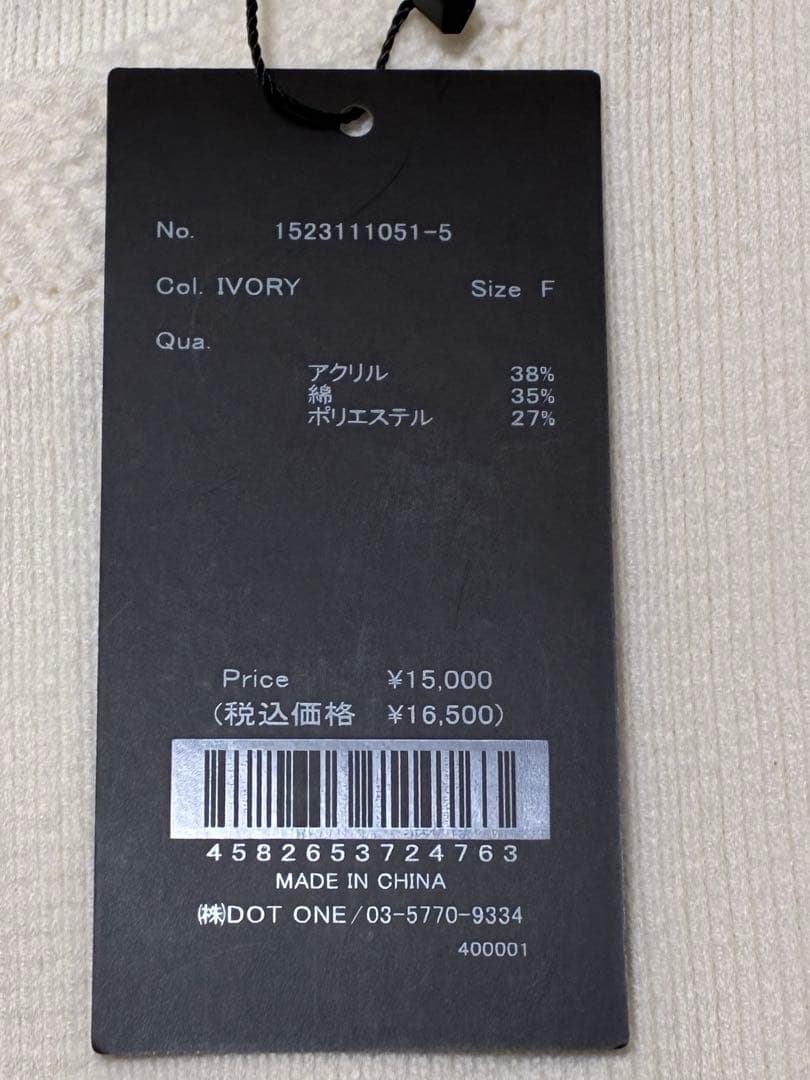 No. 1523111051-5
Col. IVORY Size F
Qua.
アクリル 38%
綿 35%
ポリエステル 27%
Price ¥15,000
(税込価格 ¥16,500)
4582653724763
MADE IN CHINA
㈱DOT ONE/03-5770-9334
400001